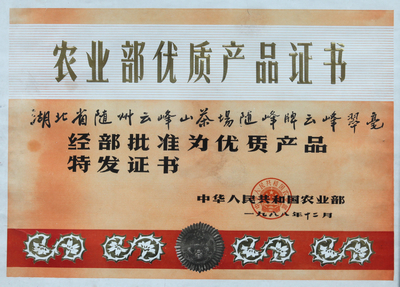 农业部优质产品证书
湖北省随州云峰山茶场随峰牌云峰翠毫
经部批准为优质产品
特发证书
中华人民共和国农业部
一九八八年十二月